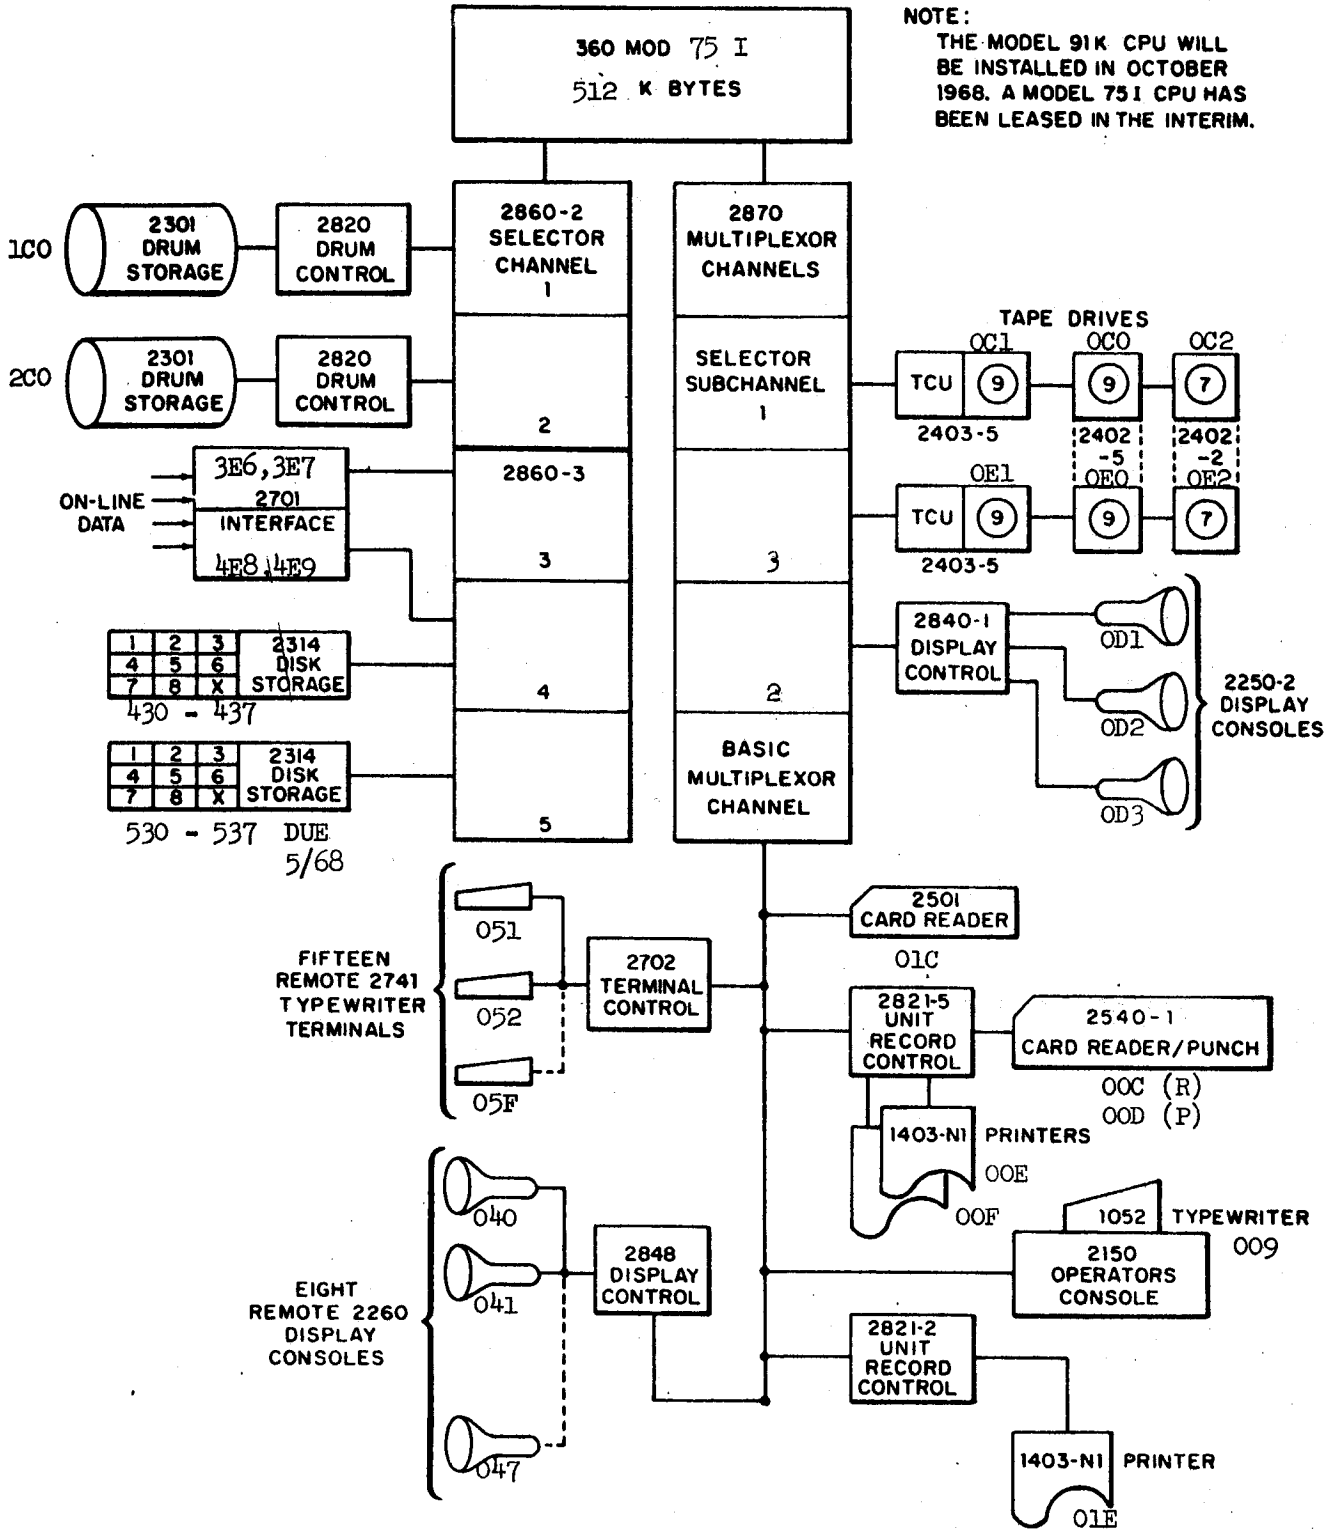 360 MOD 75 I
512 K BYTES
NOTE:
THE MODEL 91K CPU WILL
BE INSTALLED IN OCTOBER
1968. A MODEL 75I CPU HAS
BEEN LEASED IN THE INTERIM.
1C0
2301
DRUM
STORAGE
2820
DRUM
CONTROL
2860-2
SELECTOR
CHANNEL
1
2870
MULTIPLEXOR
CHANNELS
2C0
2301
DRUM
STORAGE
2820
DRUM
CONTROL
2
SELECTOR
SUBCHANNEL
1
TAPE DRIVES
OC1 OC0 OC2
TCU 9 9 7
2403-5
2402
-5
2402
-2
ON-LINE
DATA
3E6,3E7
2701
INTERFACE
4E8,4E9
2860-3
3
3
OE1 OE0 OE2
TCU 9 9 7
2403-5
1 2 3
4 5 6
7 8 X
2314
DISK
STORAGE
430 - 437
4
2
2840-1
DISPLAY
CONTROL
OD1
OD2
OD3
2250-2
DISPLAY
CONSOLES
1 2 3
4 5 6
7 8 X
2314
DISK
STORAGE
530 - 537 DUE
5/68
5
BASIC
MULTIPLEXOR
CHANNEL
FIFTEEN
REMOTE 2741
TYPEWRITER
TERMINALS
051
052
05F
2702
TERMINAL
CONTROL
2501
CARD READER
01C
2821-5
UNIT
RECORD
CONTROL
2540-1
CARD READER/PUNCH
00C (R)
00D (P)
1403-N1 PRINTERS
00E
00F
EIGHT
REMOTE 2260
DISPLAY
CONSOLES
040
041
047
2848
DISPLAY
CONTROL
1052 TYPEWRITER
009
2150
OPERATORS
CONSOLE
2821-2
UNIT
RECORD
CONTROL
1403-N1 PRINTER
01E